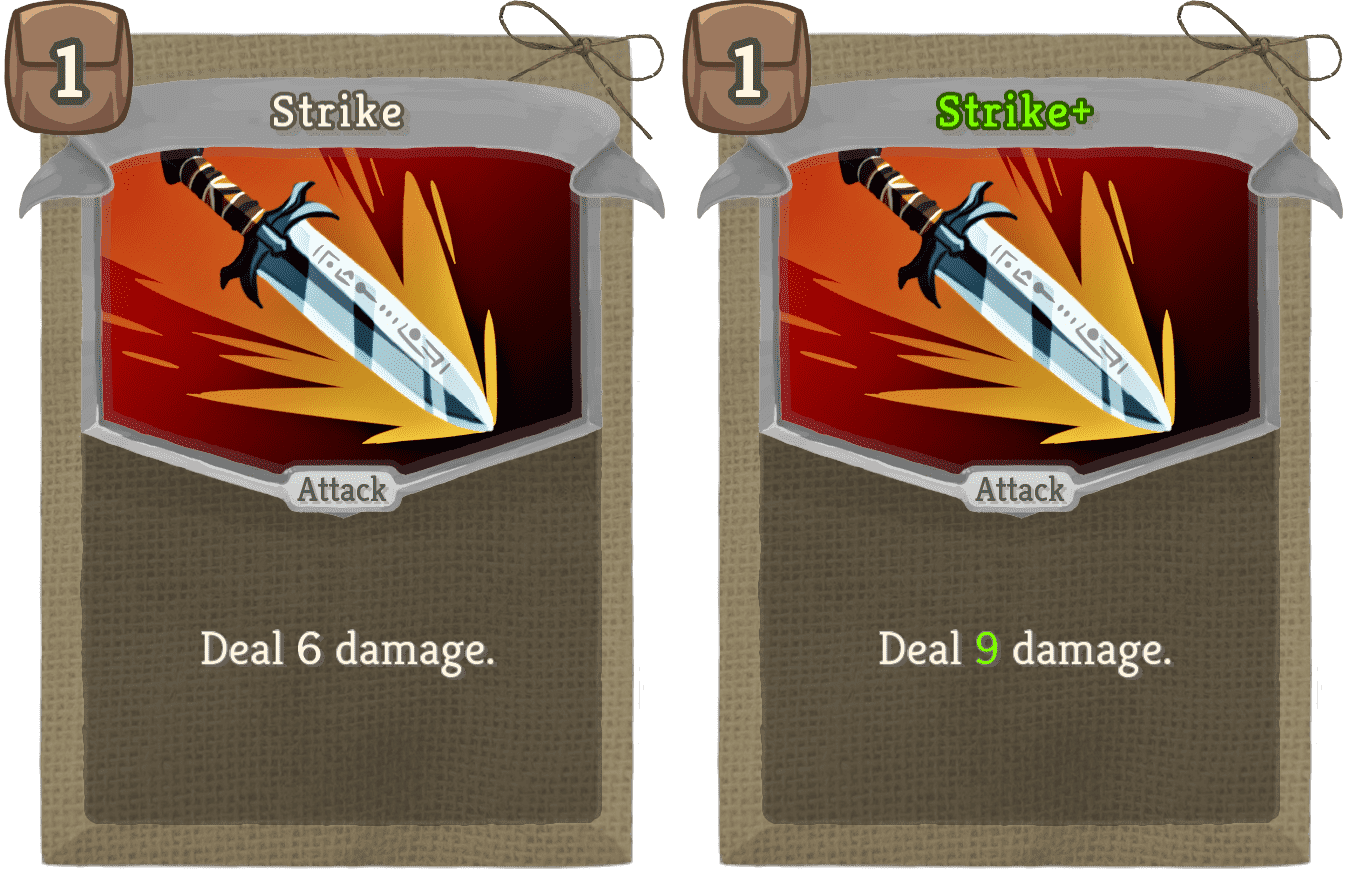 1
Strike
Attack
Deal 6 damage.
1
Strike+
Attack
Deal 9 damage.